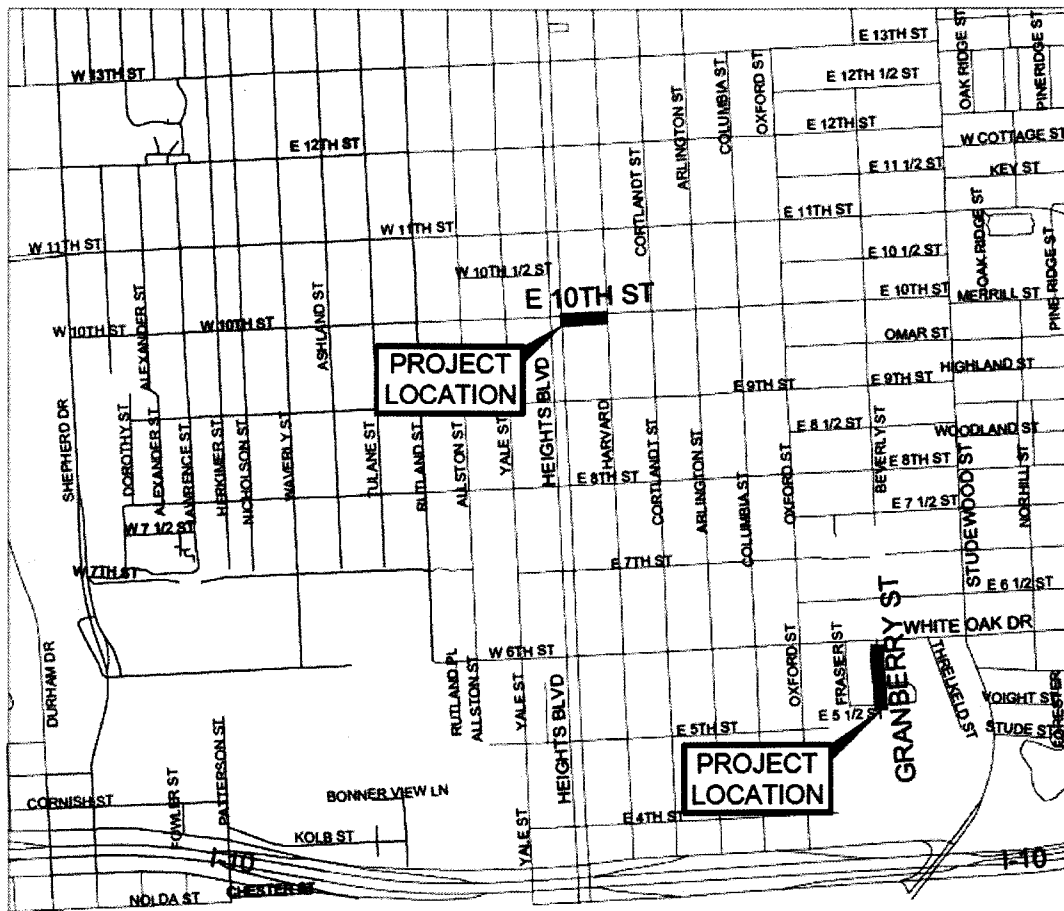 E 13TH ST
OAK RIDGE ST
PINERIDGE ST
W 13TH ST
E 12TH 1/2 ST
OXFORD ST
COLUMBIA ST
ARLINGTON ST
E 12TH ST
E 12TH ST
W COTTAGE ST
E 11 1/2 ST
KEY ST
CORTLANDT ST
E 11TH ST
W 11TH ST
W 11TH ST
OAK RIDGE ST
PINE RIDGE ST
E 10 1/2 ST
W 10TH 1/2 ST
E 10TH ST
E 10TH ST
MERRILL ST
W 10TH ST
W 10TH ST
ALEXANDER ST
ASHLAND ST
OMAR ST
PROJECT
LOCATION
HEIGHTS BLVD
HIGHLAND ST
E 9TH ST
E 9TH ST
SHEPHERD DR
DOROTHY ST
ALEXANDER ST
LAWRENCE ST
HERKIMER ST
NICHOLSON ST
WAVERLY ST
TULANE ST
RUTLAND ST
ALLSTON ST
YALE ST
HARVARD
CORTLANDT ST
ARLINGTON ST
COLUMBIA ST
OXFORD ST
E 8 1/2 ST
BEVERLY ST
WOODLAND ST
E 8TH ST
E 8TH ST
STUDEWOOD ST
NORHILL ST
E 7 1/2 ST
W 7 1/2 ST
W 7TH ST
E 7TH ST
E 6 1/2 ST
WHITE OAK DR
GRANBERRY ST
W 6TH ST
RUTLAND PL
ALLSTON ST
YALE ST
HEIGHTS BLVD
OXFORD ST
FRASER ST
THRELKELD ST
VOIGHT ST
E 5 1/2 ST
STUDE ST
FORESTER
E 5TH ST
DURHAM DR
PROJECT
LOCATION
CORNISH ST
FOWLER ST
PATTERSON ST
BONNER VIEW LN
KOLB ST
YALE ST
E 4TH ST
I-10
I-10
CHESTER ST
NOLDA ST